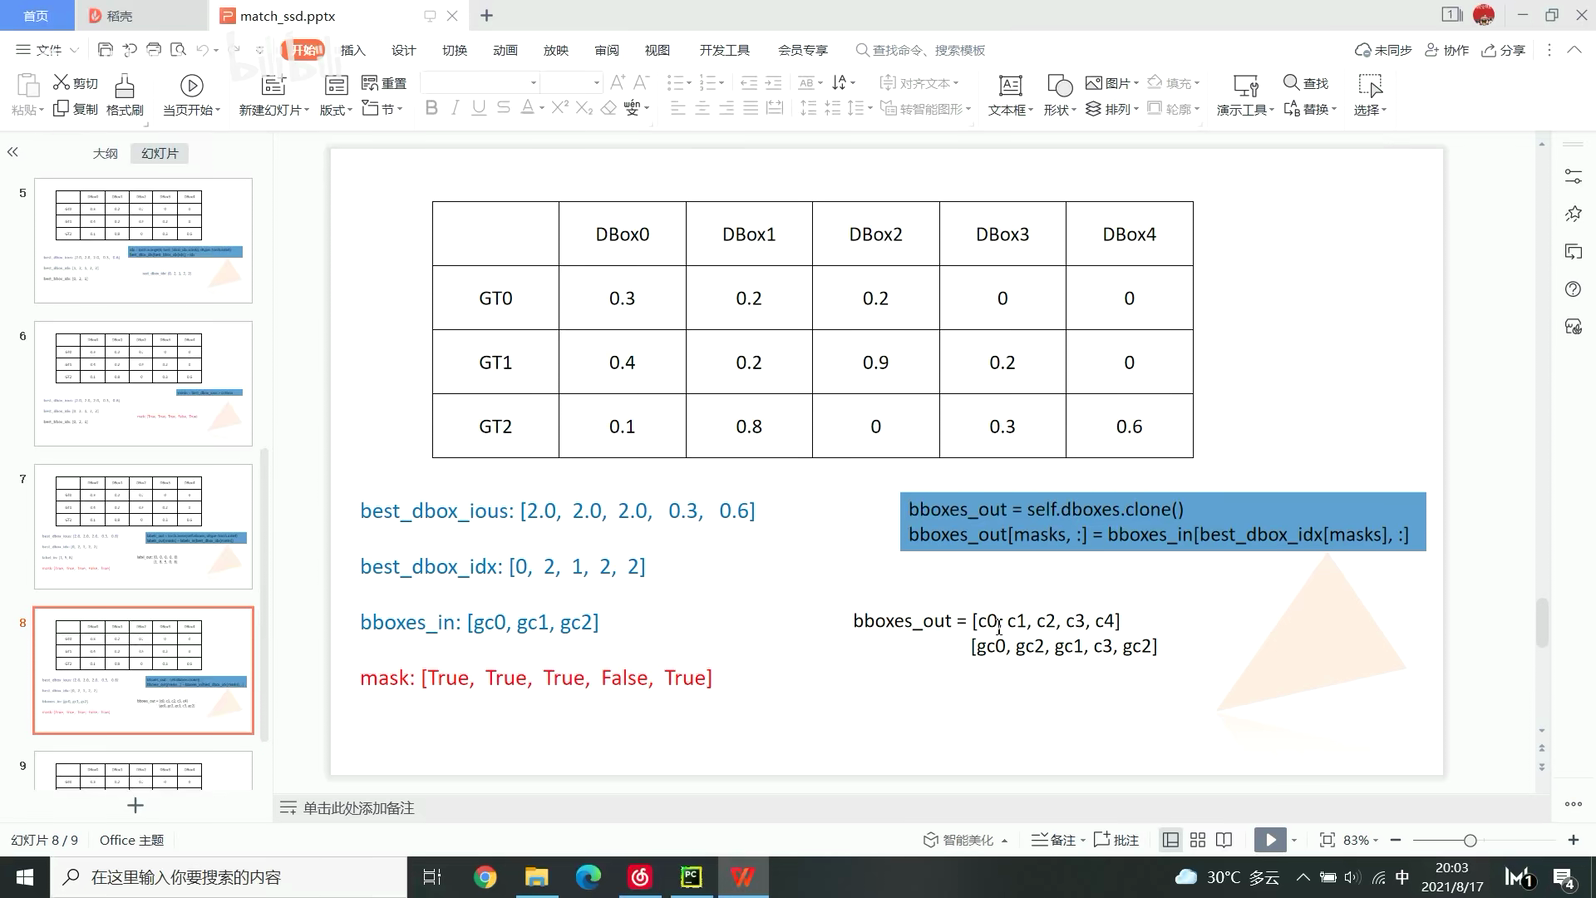 首页 稻壳 match_ssd.pptx
文件 开始 插入 设计 切换 动画 放映 审阅 视图 开发工具 会员专享 查找命令、搜索模板 未同步 协作 分享
粘贴 剪切 复制 格式刷 当页开始 新建幻灯片 版式 重置 节 对齐文本 转智能图形 文本框 形状 图片 排列 填充 轮廓 演示工具 查找 替换 选择
bilibili
大纲 幻灯片
5
6
7
8
9
DBox0 DBox1 DBox2 DBox3 DBox4
GT0 0.3 0.2 0.2 0 0
GT1 0.4 0.2 0.9 0.2 0
GT2 0.1 0.8 0 0.3 0.6
best_dbox_ious: [2.0, 2.0, 2.0, 0.3, 0.6]
best_dbox_idx: [0, 2, 1, 2, 2]
bboxes_in: [gc0, gc1, gc2]
mask: [True, True, True, False, True]
bboxes_out = self.dboxes.clone()
bboxes_out[masks, :] = bboxes_in[best_dbox_idx[masks], :]
bboxes_out = [c0, c1, c2, c3, c4]
[gc0, gc2, gc1, c3, gc2]
单击此处添加备注
幻灯片 8 / 9 Office 主题 智能美化 备注 批注 83%
在这里输入你要搜索的内容 30°C 多云 中 20:03
2021/8/17